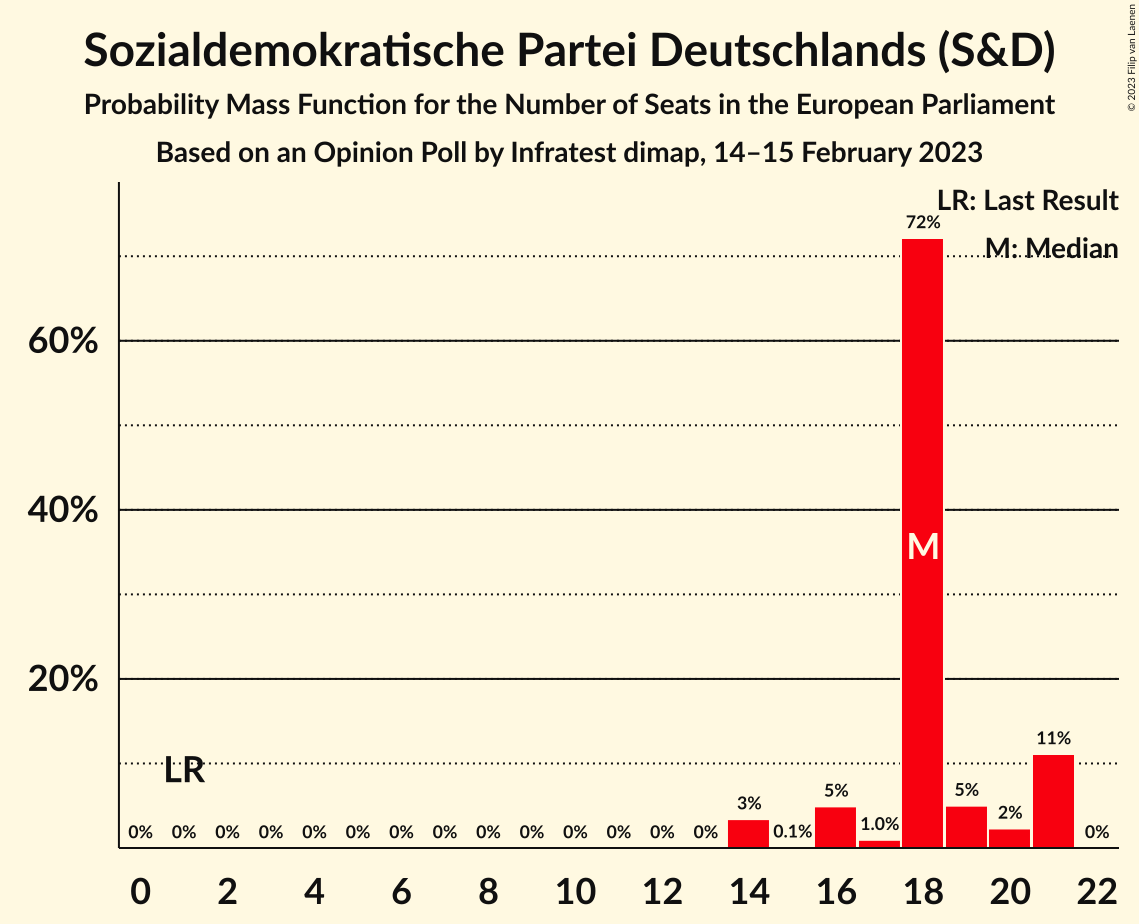 Sozialdemokratische Partei Deutschlands (S&D)
Probability Mass Function for the Number of Seats in the European Parliament
Based on an Opinion Poll by Infratest dimap, 14–15 February 2023
© 2023 Filip van Laenen
LR: Last Result
M: Median
72%
60%
40%
M
20%
LR
0% 0% 0% 0% 0% 0% 0% 0% 0% 0% 0% 0% 0% 0% 3% 0.1% 5% 1.0% 5% 2% 11% 0%
0 2 4 6 8 10 12 14 16 18 20 22